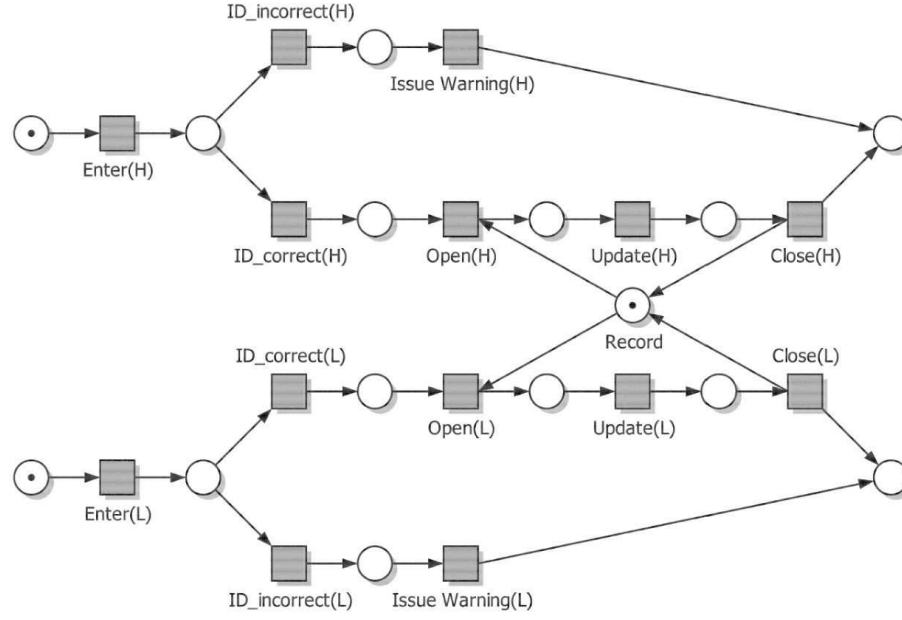 ID_incorrect(H)
Issue Warning(H)
Enter(H)
ID_correct(H)
Open(H)
Update(H)
Close(H)
Record
ID_correct(L)
Close(L)
Open(L)
Update(L)
Enter(L)
ID_incorrect(L)
Issue Warning(L)